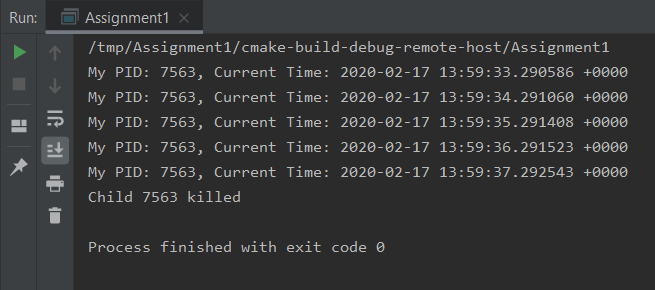 Run: Assignment1
/tmp/Assignment1/cmake-build-debug-remote-host/Assignment1
My PID: 7563, Current Time: 2020-02-17 13:59:33.290586 +0000
My PID: 7563, Current Time: 2020-02-17 13:59:34.291060 +0000
My PID: 7563, Current Time: 2020-02-17 13:59:35.291408 +0000
My PID: 7563, Current Time: 2020-02-17 13:59:36.291523 +0000
My PID: 7563, Current Time: 2020-02-17 13:59:37.292543 +0000
Child 7563 killed
Process finished with exit code 0